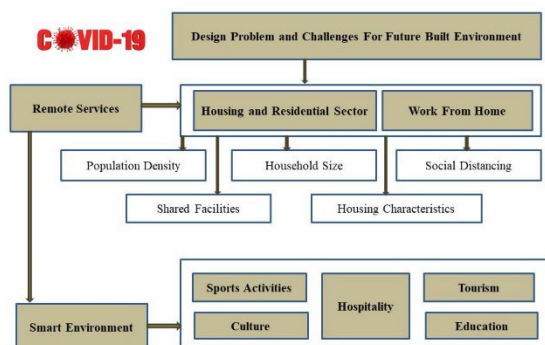 COVID-19
Design Problem and Challenges For Future Built Environment
Remote Services
Housing and Residential Sector
Work From Home
Population Density
Household Size
Social Distancing
Shared Facilities
Housing Characteristics
Sports Activities
Hospitality
Tourism
Smart Environment
Culture
Education